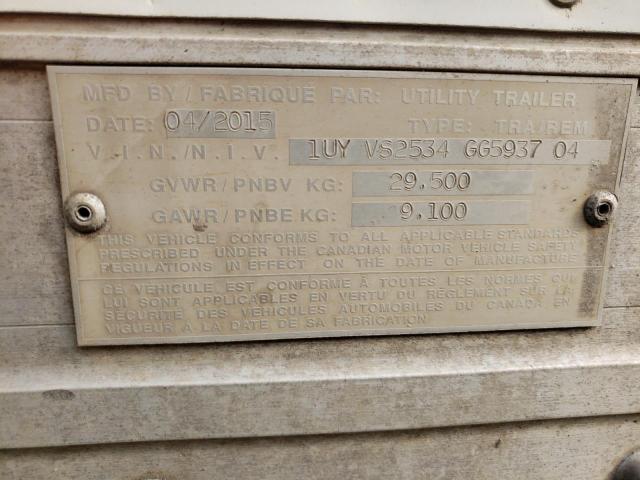 MFD BY / FABRIQUÉ PAR: UTILITY TRAILER
DATE: 04/2015 TYPE: TRA/REM
V.I.N./N.I.V. 1UY VS2534 GG5937 04
GVWR/PNBV KG: 29.500
GAWR/PNBE KG: 9.100
THIS VEHICLE CONFORMS TO ALL APPLICABLE STANDARDS
PRESCRIBED UNDER THE CANADIAN MOTOR VEHICLE SAFETY
REGULATIONS IN EFFECT ON THE DATE OF MANUFACTURE
CE VÉHICULE EST CONFORME À TOUTES LES NORMES QUI
LUI SONT APPLICABLES EN VERTU DU RÈGLEMENT SUR LA
SÉCURITÉ DES VÉHICULES AUTOMOBILES DU CANADA EN
VIGUEUR À LA DATE DE SA FABRICATION